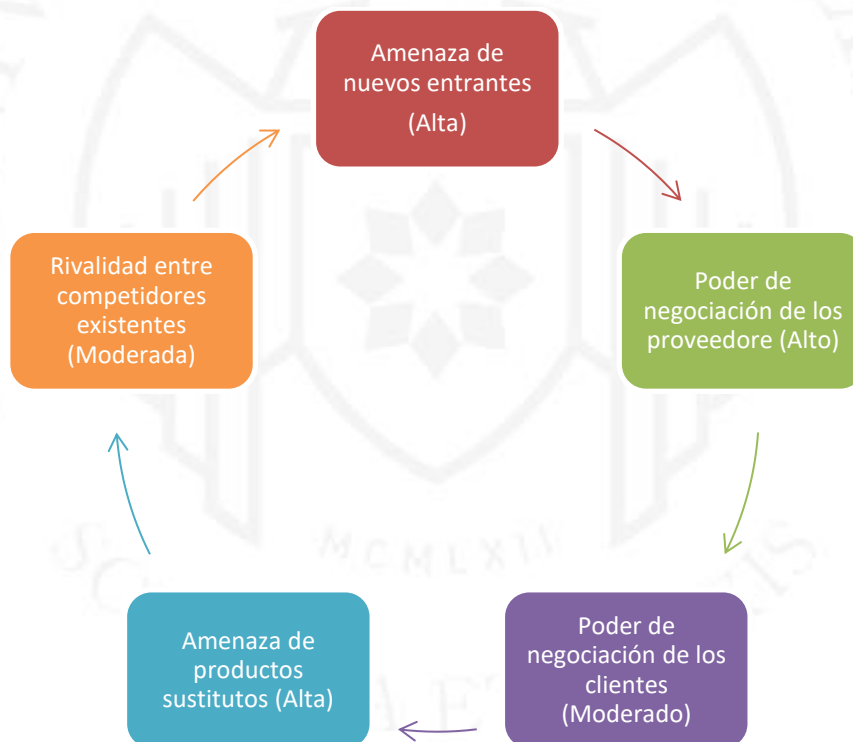 Amenaza de
nuevos entrantes
(Alta)
Poder de
negociación de los
proveedore (Alto)
Poder de
negociación de los
clientes
(Moderado)
Amenaza de
productos
sustitutos (Alta)
Rivalidad entre
competidores
existentes
(Moderada)
MCMLXII